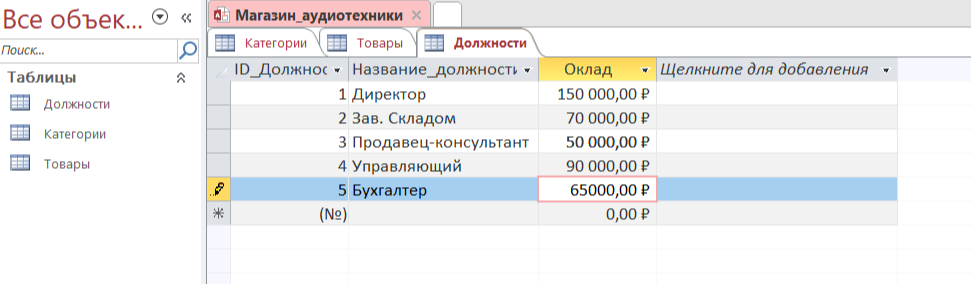 Все объек...
Поиск...
Таблицы
Должности
Категории
Товары
Магазин_аудиотехники
Категории Товары Должности
ID_Должнос Название_должности Оклад Щелкните для добавления
1 Директор 150 000,00 ₽
2 Зав. Складом 70 000,00 ₽
3 Продавец-консультант 50 000,00 ₽
4 Управляющий 90 000,00 ₽
5 Бухгалтер 65000,00 ₽
(№) 0,00 ₽